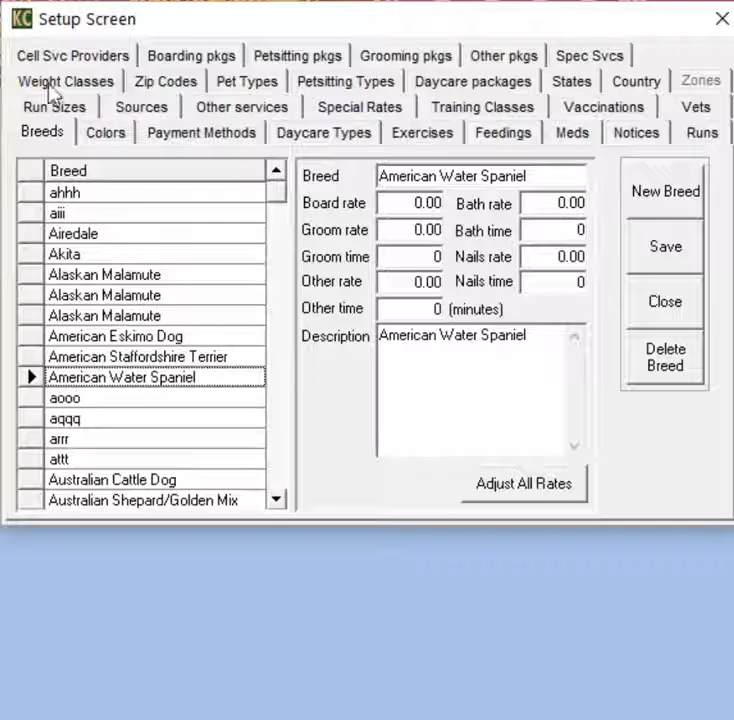 KC Setup Screen
Cell Svc Providers Boarding pkgs Petsitting pkgs Grooming pkgs Other pkgs Spec Svcs
Weight Classes Zip Codes Pet Types Petsitting Types Daycare packages States Country Zones
Run Sizes Sources Other services Special Rates Training Classes Vaccinations Vets
Breeds Colors Payment Methods Daycare Types Exercises Feedings Meds Notices Runs
Breed
ahhh
aiii
Airedale
Akita
Alaskan Malamute
Alaskan Malamute
Alaskan Malamute
American Eskimo Dog
American Staffordshire Terrier
American Water Spaniel
aooo
aqqq
arrr
attt
Australian Cattle Dog
Australian Shepard/Golden Mix
Breed American Water Spaniel
Board rate 0.00 Bath rate 0.00
Groom rate 0.00 Bath time 0
Groom time 0 Nails rate 0.00
Other rate 0.00 Nails time 0
Other time 0 (minutes)
Description American Water Spaniel
Adjust All Rates
New Breed
Save
Close
Delete
Breed